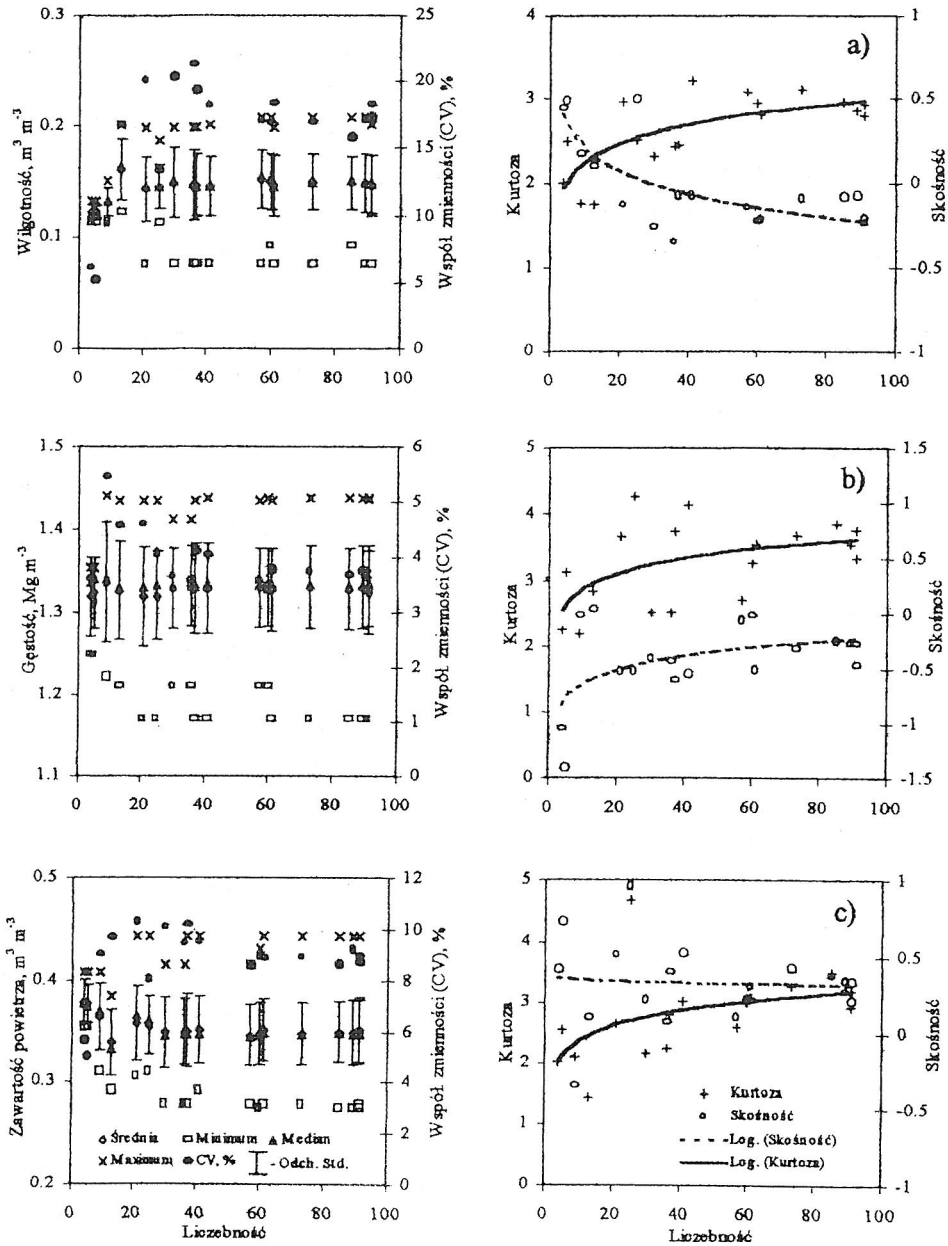 a)
0.3
0.2
0.1
0
25
20
15
10
5
0
Wilgotność, m³ m⁻³
Współ. zmienności (CV), %
0 20 40 60 80 100
4
3
2
1
0
1
0.5
0
-0.5
-1
Kurtoza
Skośność
0 20 40 60 80 100
b)
1.5
1.4
1.3
1.2
1.1
6
5
4
3
2
1
0
Gęstość, Mg m⁻³
Współ. zmienności (CV), %
0 20 40 60 80 100
5
4
3
2
1
0
1.5
1
0.5
0
-0.5
-1
-1.5
Kurtoza
Skośność
0 20 40 60 80 100
c)
0.5
0.4
0.3
0.2
12
10
8
6
4
2
0
Zawartość powietrza, m³ m⁻³
Współ. zmienności (CV), %
Średnia Minimum Median
Maximum CV, % - Odch. Std.
0 20 40 60 80 100
Liczebność
5
4
3
2
1
0
1
0.5
0
-0.5
-1
Kurtoza
Skośność
Kurtoza
Skośność
Log. (Skośność)
Log. (Kurtoza)
0 20 40 60 80 100
Liczebność